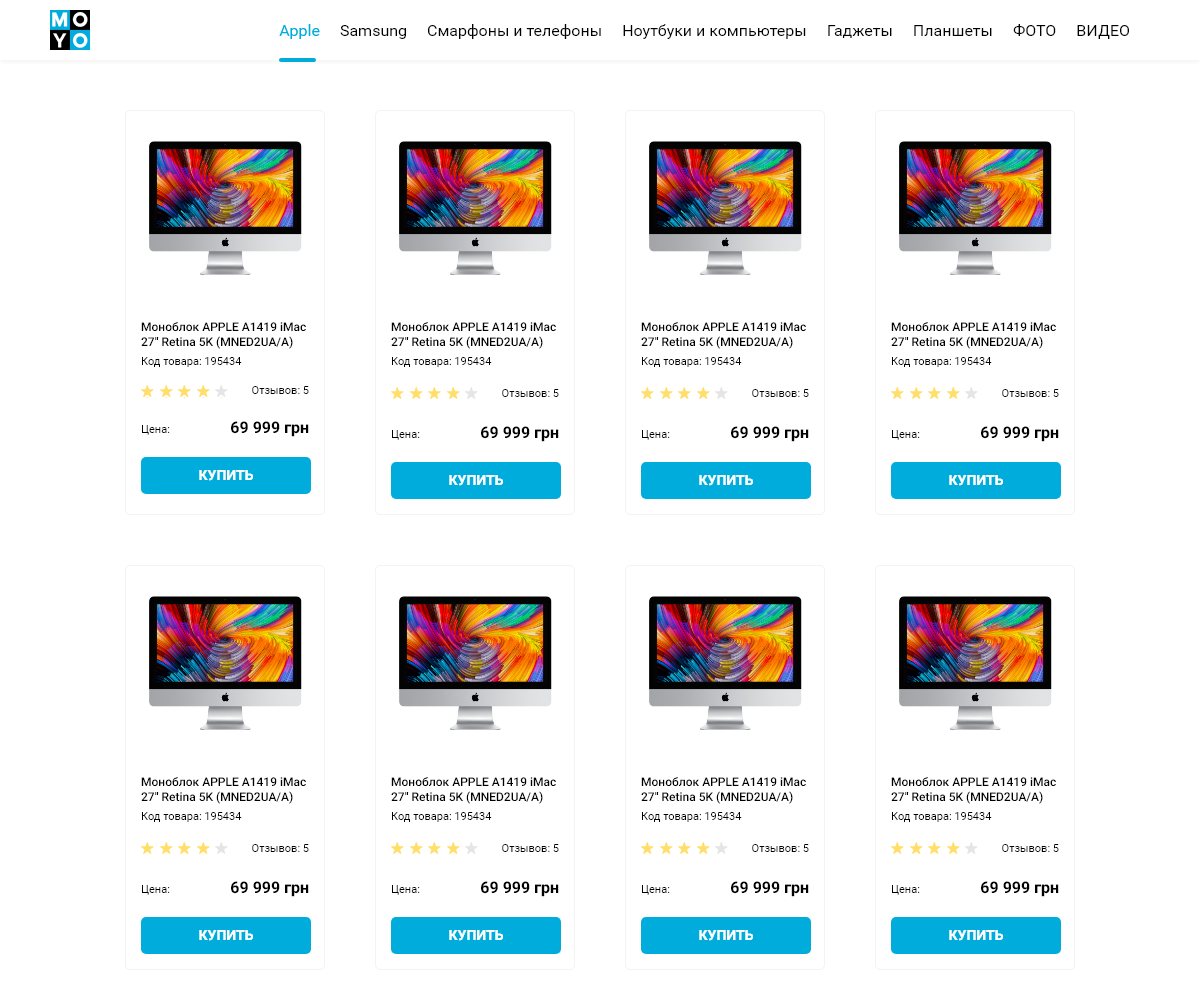 MO
YO
Apple Samsung Смарфоны и телефоны Ноутбуки и компьютеры Гаджеты Планшеты ФОТО ВИДЕО
Моноблок APPLE A1419 iMac
27" Retina 5K (MNED2UA/A)
Код товара: 195434
Отзывов: 5
Цена: 69 999 грн
КУПИТЬ
Моноблок APPLE A1419 iMac
27" Retina 5K (MNED2UA/A)
Код товара: 195434
Отзывов: 5
Цена: 69 999 грн
КУПИТЬ
Моноблок APPLE A1419 iMac
27" Retina 5K (MNED2UA/A)
Код товара: 195434
Отзывов: 5
Цена: 69 999 грн
КУПИТЬ
Моноблок APPLE A1419 iMac
27" Retina 5K (MNED2UA/A)
Код товара: 195434
Отзывов: 5
Цена: 69 999 грн
КУПИТЬ
Моноблок APPLE A1419 iMac
27" Retina 5K (MNED2UA/A)
Код товара: 195434
Отзывов: 5
Цена: 69 999 грн
КУПИТЬ
Моноблок APPLE A1419 iMac
27" Retina 5K (MNED2UA/A)
Код товара: 195434
Отзывов: 5
Цена: 69 999 грн
КУПИТЬ
Моноблок APPLE A1419 iMac
27" Retina 5K (MNED2UA/A)
Код товара: 195434
Отзывов: 5
Цена: 69 999 грн
КУПИТЬ
Моноблок APPLE A1419 iMac
27" Retina 5K (MNED2UA/A)
Код товара: 195434
Отзывов: 5
Цена: 69 999 грн
КУПИТЬ